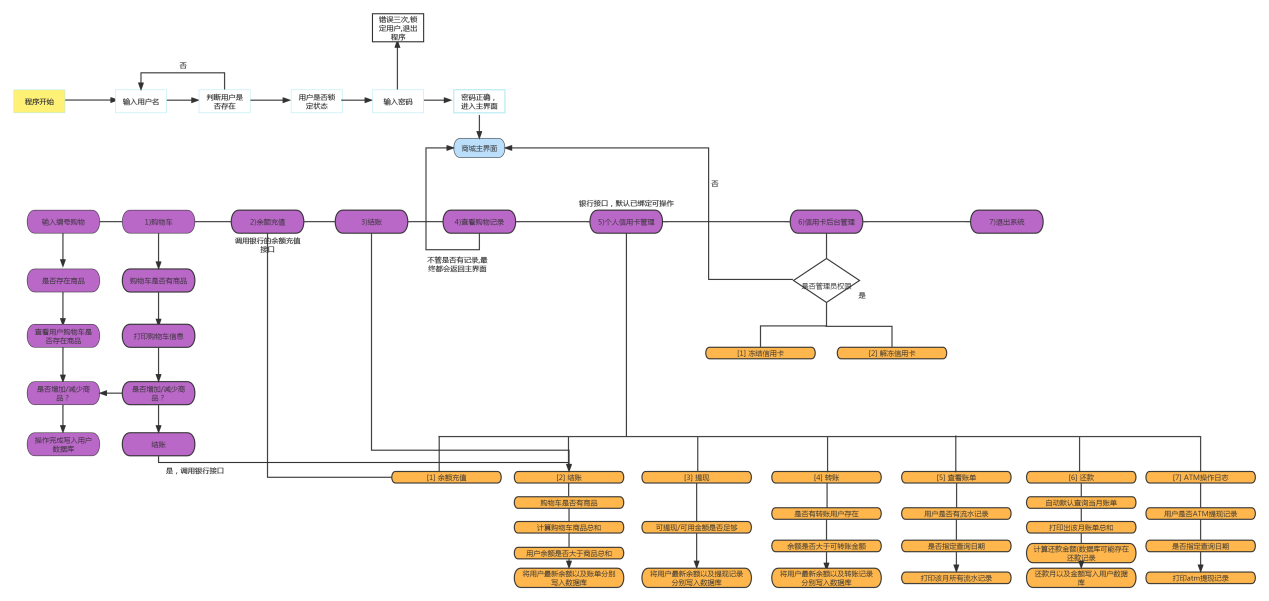 错误三次,锁
定用户,退出
程序
否
程序开始
输入用户名
判断用户是
否存在
用户是否锁
定状态
输入密码
密码正确，
进入主界面
商城主界面
否
银行接口，默认已绑定可操作
输入编号购物
1)购物车
2)余额充值
3)结账
4)查看购物记录
5)个人信用卡管理
6)信用卡后台管理
7)退出系统
调用银行的余额充值
接口
不管是否有记录,最
终都会返回主界面
是否存在商品
购物车是否有商品
是否管理员权限
是
查看用户购物车是
否存在商品
打印购物车信息
[1] 冻结信用卡
[2] 解冻信用卡
是否增加/减少商
品？
是否增加/减少商
品？
操作完成写入用户
数据库
结账
是，调用银行接口
[1] 余额充值
[2] 结账
[3] 提现
[4] 转账
[5] 查看账单
[6] 还款
[7] ATM操作日志
购物车是否有商品
计算购物车商品总和
用户余额是否大于商品总和
将用户最新余额以及账单分别
写入数据库
可提现/可用金额是否足够
将用户最新余额以及提现记录
分别写入数据库
是否有转账用户存在
余额是否大于可转账金额
将用户最新余额以及转账记录
分别写入数据库
用户是否有流水记录
是否指定查询日期
打印该月所有流水记录
自动默认查询当月账单
打印出该月账单总和
计算还款金额(数据库可能存在
还款记录
还款月以及金额写入用户数据
库
用户是否ATM提现记录
是否指定查询日期
打印atm提现记录